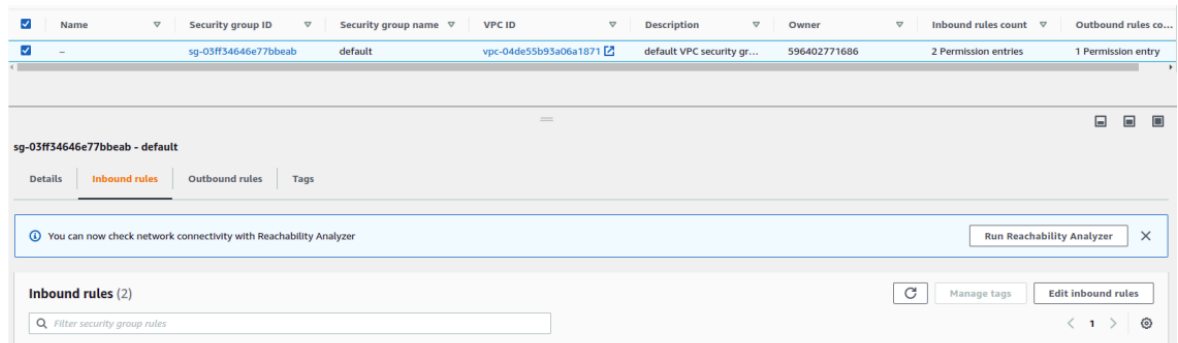 Name Security group ID Security group name VPC ID Description Owner Inbound rules count Outbound rules co...
– sg-03ff34646e77bbeab default vpc-04de55b93a06a1871 default VPC security gr... 596402771686 2 Permission entries 1 Permission entry
sg-03ff34646e77bbeab - default
Details Inbound rules Outbound rules Tags
You can now check network connectivity with Reachability Analyzer Run Reachability Analyzer
Inbound rules (2) Manage tags Edit inbound rules
Filter security group rules 1